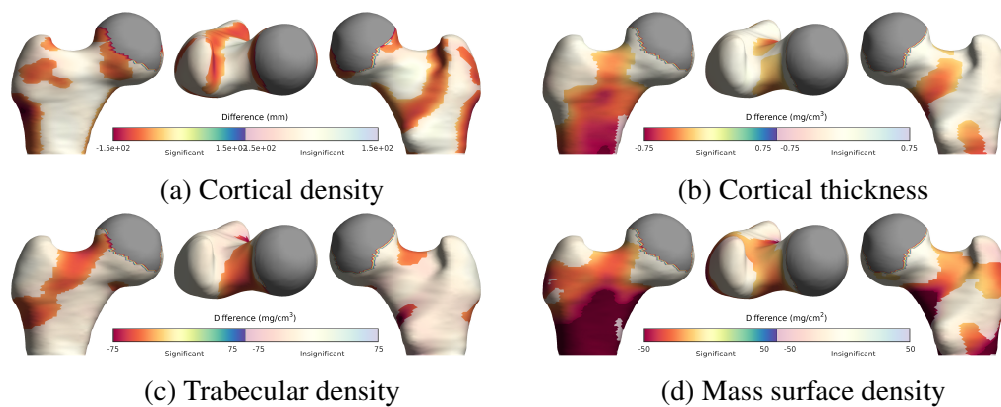 Difference (mm)
-1.5e+02 1.5e+02 -1.5e+02 1.5e+02
Significant Insignificant
(a) Cortical density
Difference (mg/cm³)
-0.75 0.75 -0.75 0.75
Significant Insignificant
(b) Cortical thickness
Difference (mg/cm³)
-75 75 -75 75
Significant Insignificant
(c) Trabecular density
Difference (mg/cm²)
-50 50 -50 50
Significant Insignificant
(d) Mass surface density